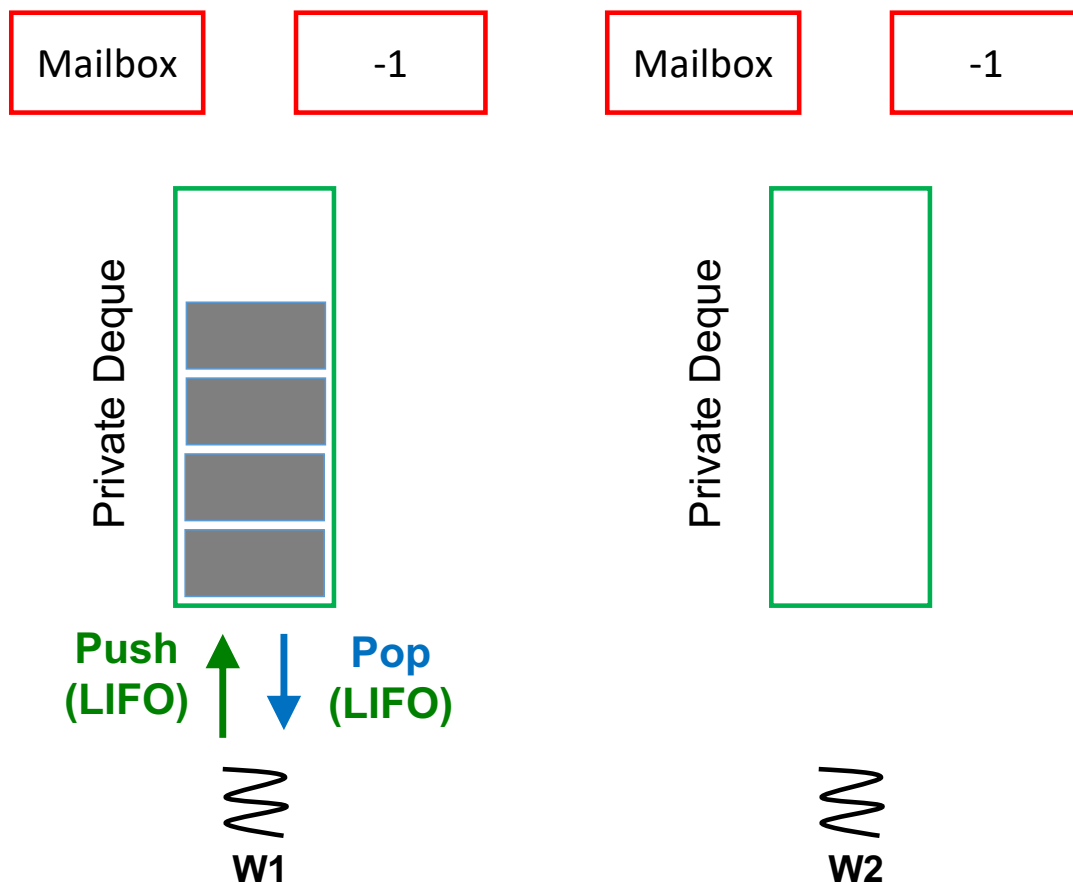 Mailbox
-1
Mailbox
-1
Private Deque
Private Deque
Push
(LIFO)
Pop
(LIFO)
W1
W2